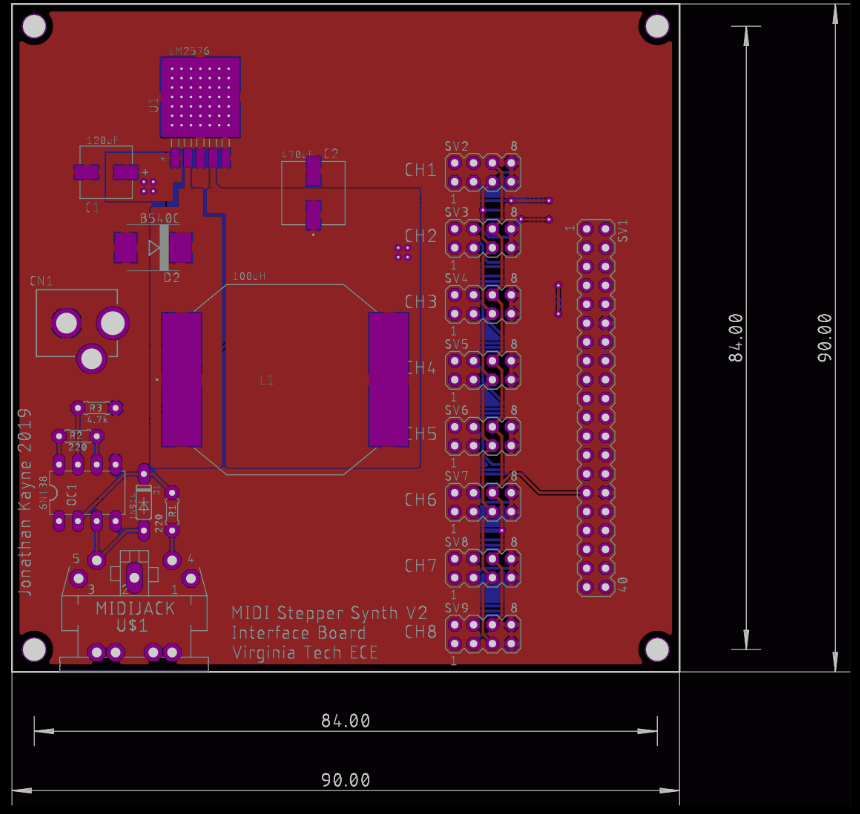 LM2576
U1
120uF
C1
470uF C2
B540C
D2
CN1
100uH
L1
R3
4.7k
R2
220
6N138
OC1
1N914
D1
R1
220
Jonathan Kayne 2019
5 4
3 2 1
MIDIJACK
U$1
MIDI Stepper Synth V2
Interface Board
Virginia Tech ECE
SV2 8
CH1
1
SV3 8
CH2
1
SV4 8
CH3
1
SV5 8
CH4
1
SV6 8
CH5
1
SV7 8
CH6
1
SV8 8
CH7
1
SV9 8
CH8
1
1
SV1
40
84.00
90.00
84.00
90.00